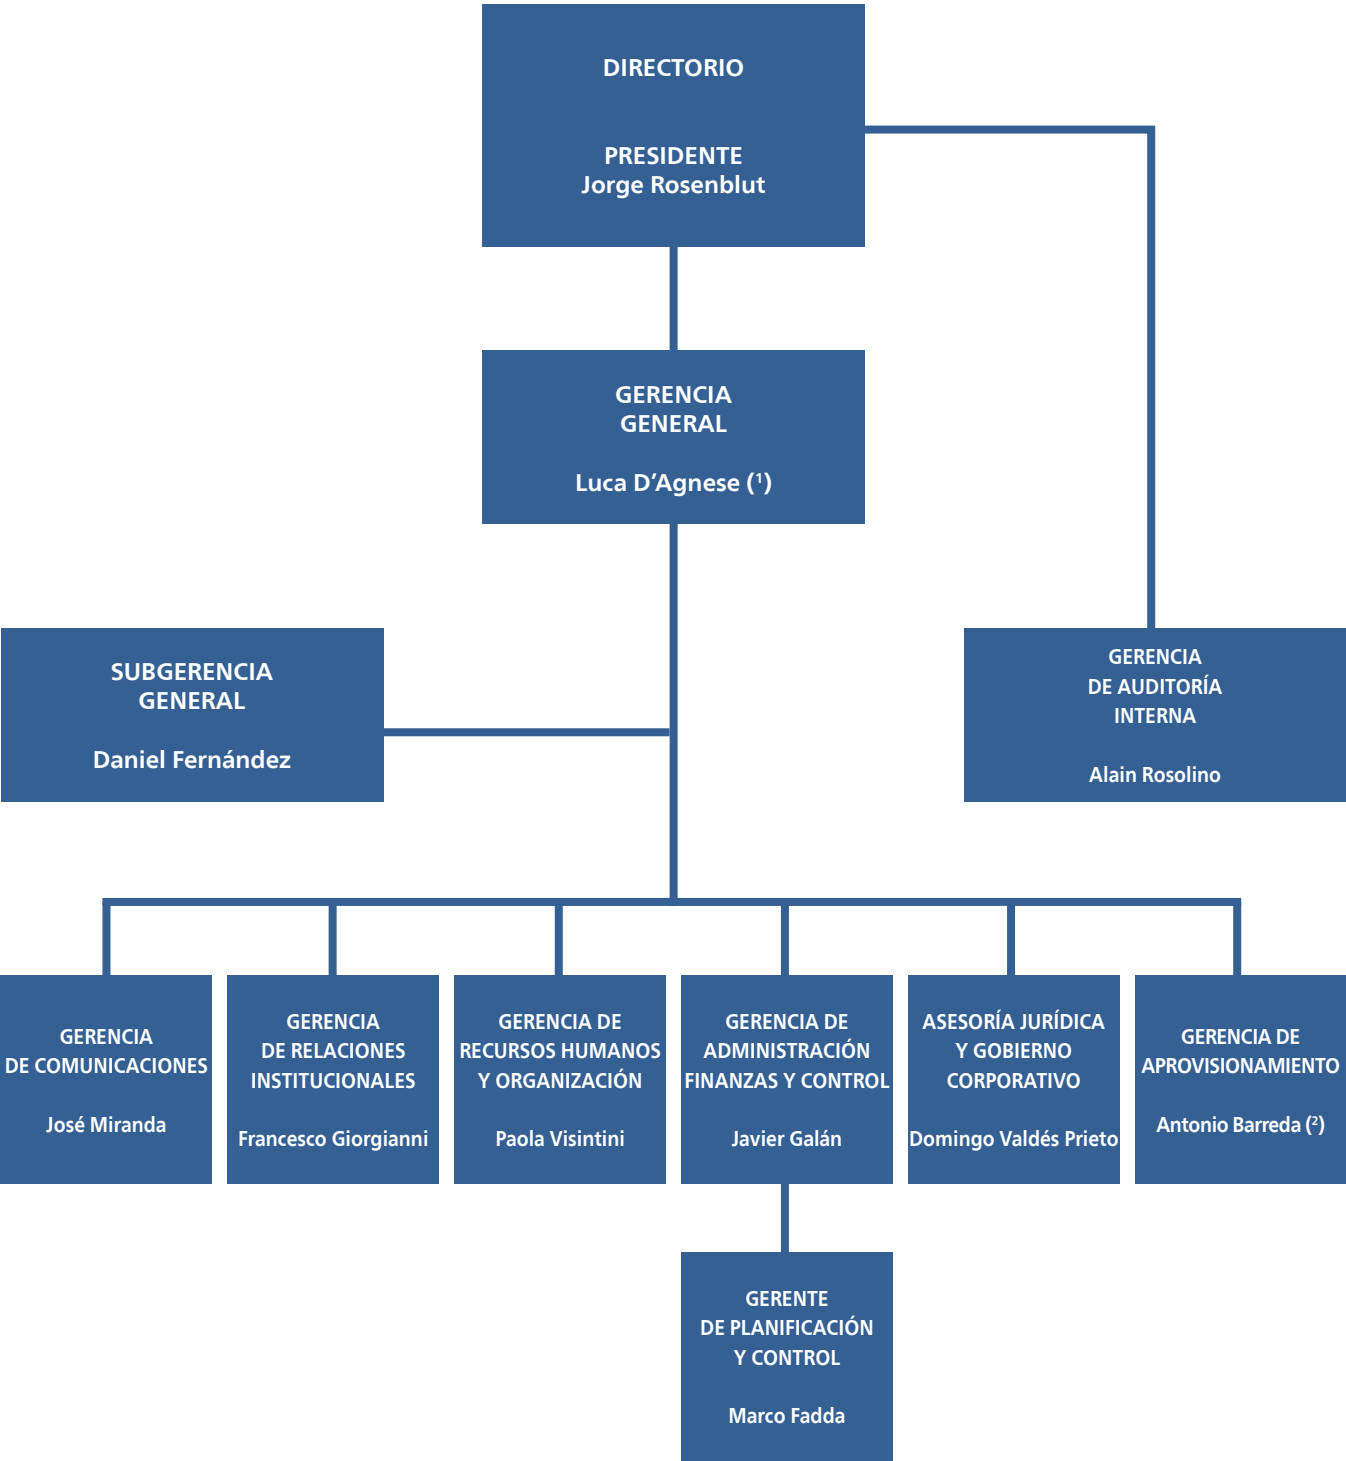 DIRECTORIO
PRESIDENTE
Jorge Rosenblut
GERENCIA
GENERAL
Luca D’Agnese (¹)
SUBGERENCIA
GENERAL
Daniel Fernández
GERENCIA
DE AUDITORÍA
INTERNA
Alain Rosolino
GERENCIA
DE COMUNICACIONES
José Miranda
GERENCIA
DE RELACIONES
INSTITUCIONALES
Francesco Giorgianni
GERENCIA DE
RECURSOS HUMANOS
Y ORGANIZACIÓN
Paola Visintini
GERENCIA DE
ADMINISTRACIÓN
FINANZAS Y CONTROL
Javier Galán
ASESORÍA JURÍDICA
Y GOBIERNO
CORPORATIVO
Domingo Valdés Prieto
GERENCIA DE
APROVISIONAMIENTO
Antonio Barreda (²)
GERENTE
DE PLANIFICACIÓN
Y CONTROL
Marco Fadda